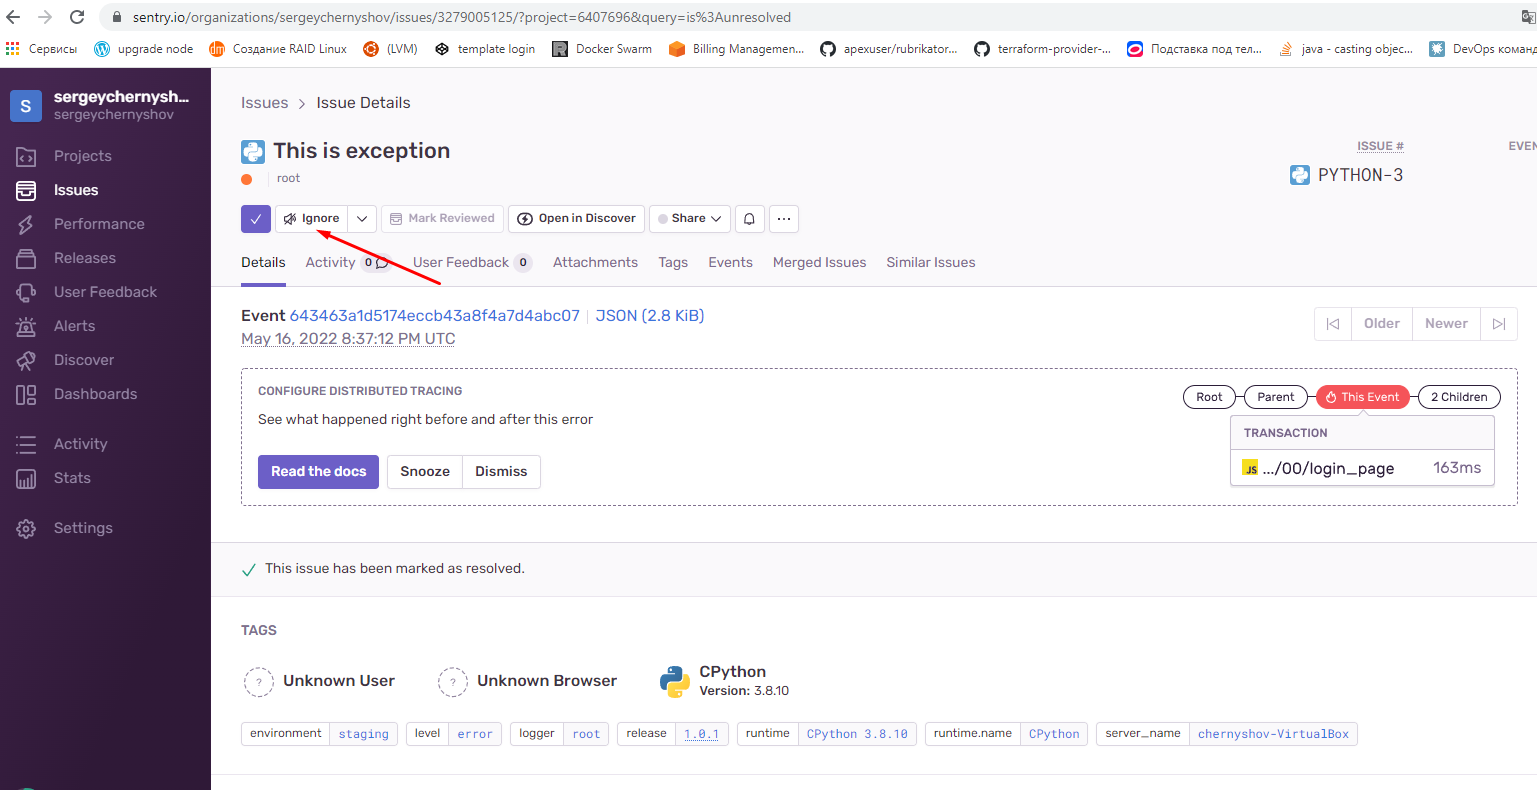 sentry.io/organizations/sergeychernyshov/issues/3279005125/?project=6407696&query=is%3Aunresolved
Сервисы upgrade node Создание RAID Linux (LVM) template login Docker Swarm Billing Managemen... apexuser/rubrikator... terraform-provider-... Подставка под тел... java - casting objec... DevOps команд
S
sergeychernysh...
sergeychernyshov
Projects
Issues
Performance
Releases
User Feedback
Alerts
Discover
Dashboards
Activity
Stats
Settings
Issues > Issue Details
This is exception
root
ISSUE #
PYTHON-3
EVEN
Ignore Mark Reviewed Open in Discover Share ...
Details Activity 0 User Feedback 0 Attachments Tags Events Merged Issues Similar Issues
Event 643463a1d5174eccb43a8f4a7d4abc07 JSON (2.8 KiB)
May 16, 2022 8:37:12 PM UTC
Older Newer
CONFIGURE DISTRIBUTED TRACING
See what happened right before and after this error
Read the docs Snooze Dismiss
Root Parent This Event 2 Children
TRANSACTION
JS .../00/login_page 163ms
This issue has been marked as resolved.
TAGS
? Unknown User
? Unknown Browser
CPython
Version: 3.8.10
environment staging level error logger root release 1.0.1 runtime CPython 3.8.10 runtime.name CPython server_name chernyshov-VirtualBox